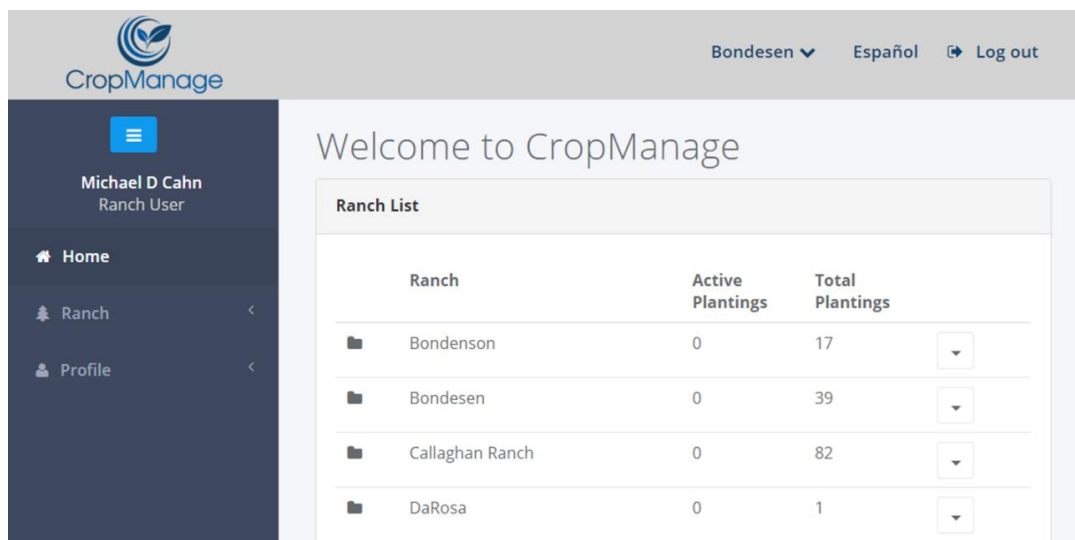 CropManage
Bondesen Español Log out
Michael D Cahn
Ranch User
Home
Ranch
Profile
Welcome to CropManage
Ranch List
Ranch Active Plantings Total Plantings
Bondenson 0 17
Bondesen 0 39
Callaghan Ranch 0 82
DaRosa 0 1